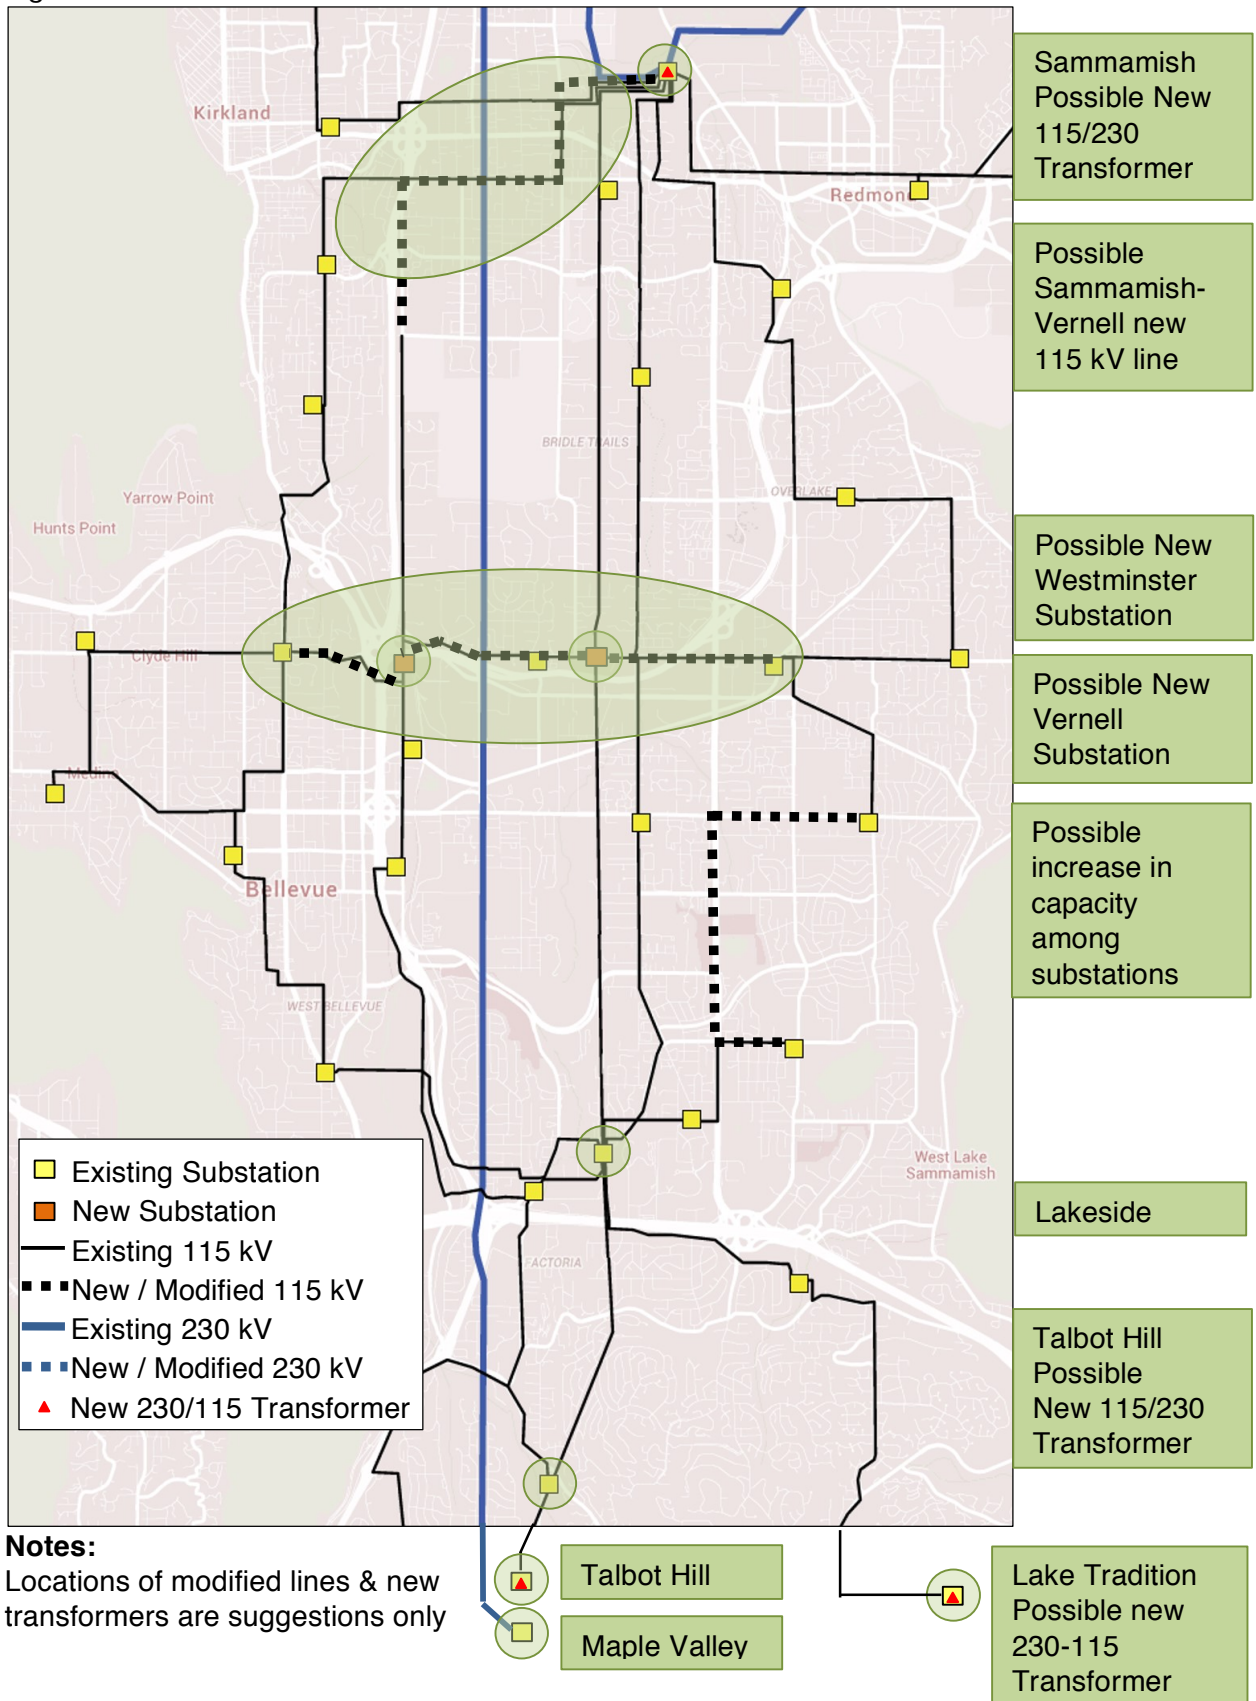 Kirkland
Redmond
BRIDLE TRAILS
Yarrow Point
OVERLAKE
Hunts Point
Clyde Hill
Medina
Bellevue
WEST BELLEVUE
West Lake
Sammamish
FACTORIA
Existing Substation
New Substation
Existing 115 kV
New / Modified 115 kV
Existing 230 kV
New / Modified 230 kV
New 230/115 Transformer
Sammamish
Possible New
115/230
Transformer
Possible
Sammamish-
Vernell new
115 kV line
Possible New
Westminster
Substation
Possible New
Vernell
Substation
Possible
increase in
capacity
among
substations
Lakeside
Talbot Hill
Possible
New 115/230
Transformer
Notes:
Locations of modified lines & new
transformers are suggestions only
Talbot Hill
Maple Valley
Lake Tradition
Possible new
230-115
Transformer